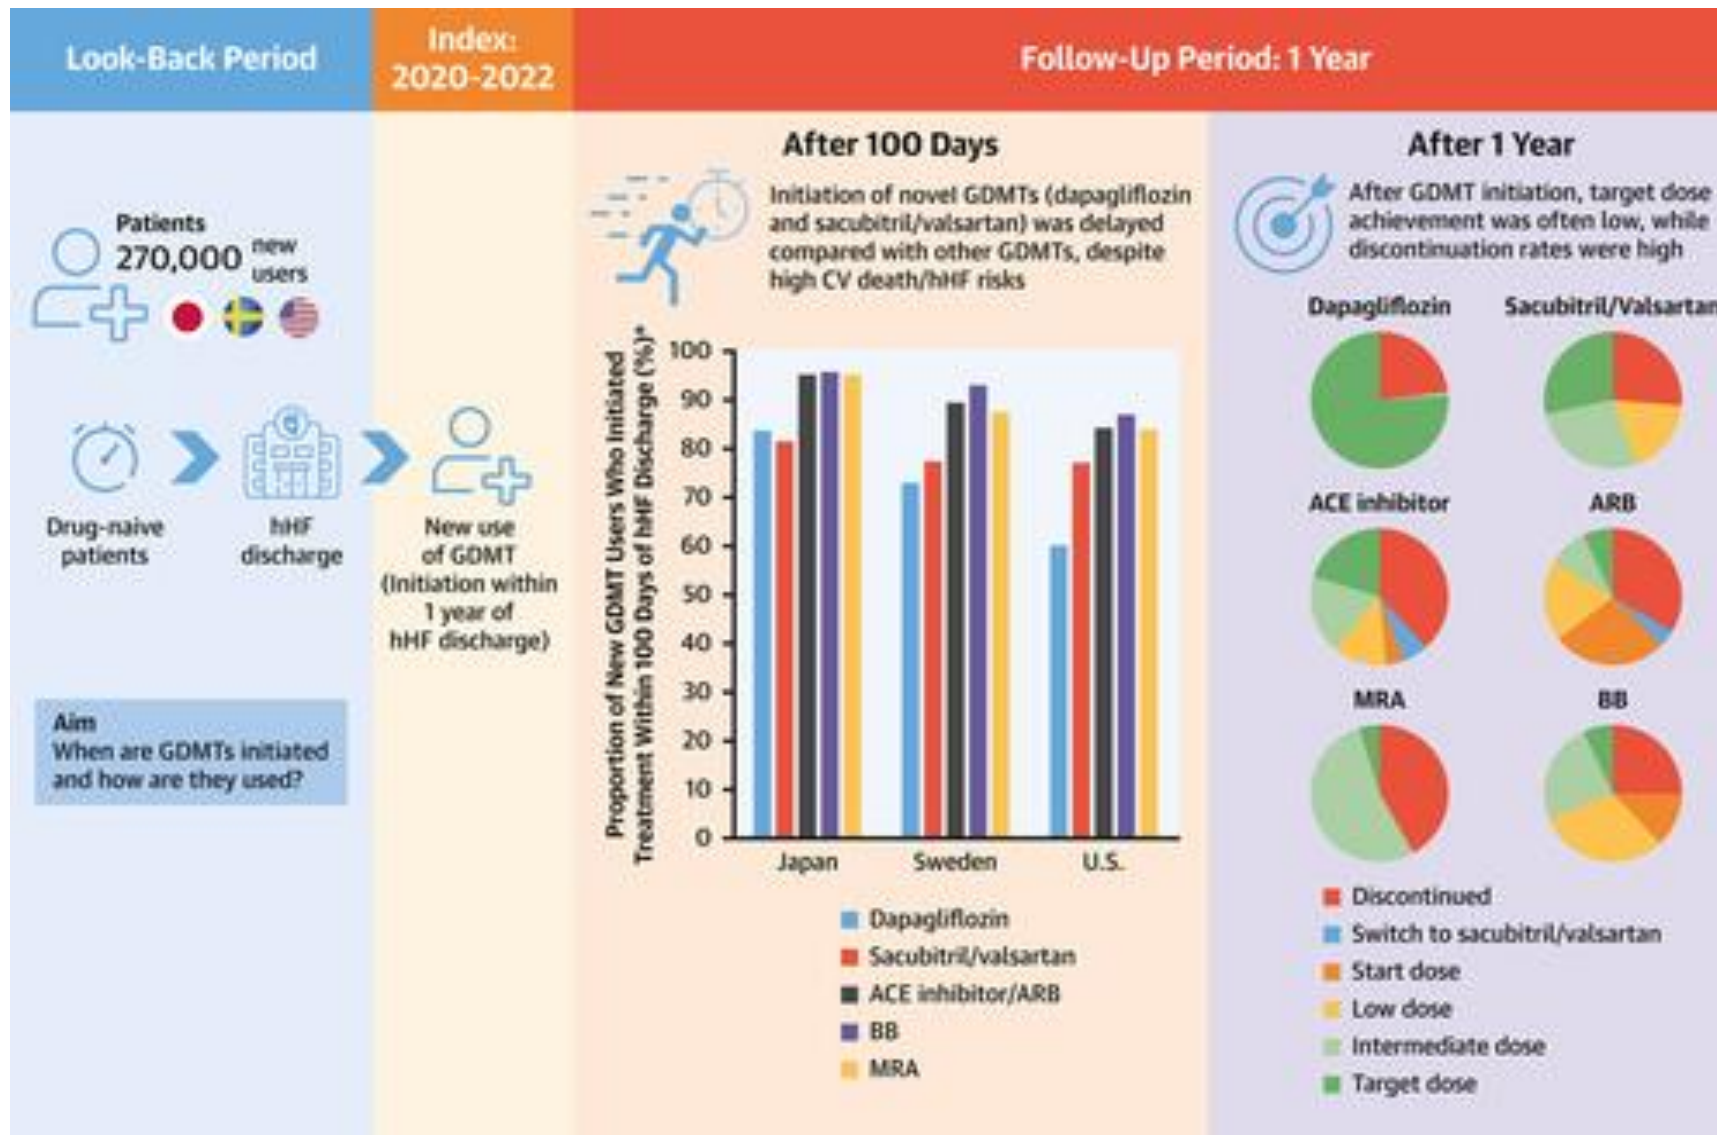 Look-Back Period
Index:
2020-2022
Follow-Up Period: 1 Year
Patients
270,000 new
users
Drug-naive
patients
hHF
discharge
New use
of GDMT
(Initiation within
1 year of
hHF discharge)
Aim
When are GDMTs initiated
and how are they used?
After 100 Days
Initiation of novel GDMTs (dapagliflozin
and sacubitril/valsartan) was delayed
compared with other GDMTs, despite
high CV death/hHF risks
Proportion of New GDMT Users Who Initiated
Treatment Within 100 Days of hHF Discharge (%)*
100
90
80
70
60
50
40
30
20
10
0
Japan
Sweden
U.S.
Dapagliflozin
Sacubitril/valsartan
ACE inhibitor/ARB
BB
MRA
After 1 Year
After GDMT initiation, target dose
achievement was often low, while
discontinuation rates were high
Dapagliflozin
Sacubitril/Valsartan
ACE inhibitor
ARB
MRA
BB
Discontinued
Switch to sacubitril/valsartan
Start dose
Low dose
Intermediate dose
Target dose